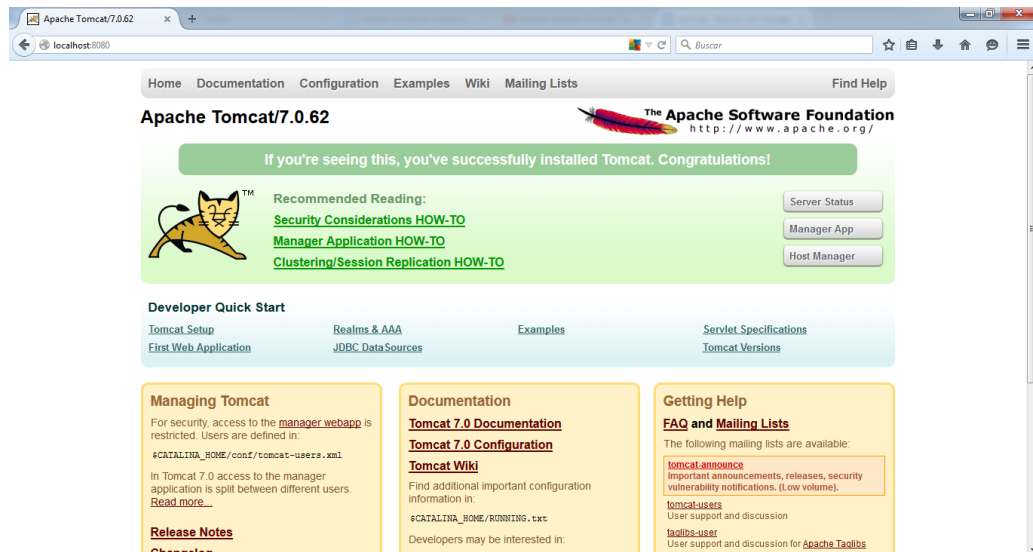 Apache Tomcat/7.0.62
localhost:8080
Buscar
Home Documentation Configuration Examples Wiki Mailing Lists Find Help
Apache Tomcat/7.0.62
The Apache Software Foundation
http://www.apache.org/
If you're seeing this, you've successfully installed Tomcat. Congratulations!
TM
Recommended Reading:
Security Considerations HOW-TO
Manager Application HOW-TO
Clustering/Session Replication HOW-TO
Server Status
Manager App
Host Manager
Developer Quick Start
Tomcat Setup
First Web Application
Realms & AAA
JDBC DataSources
Examples
Servlet Specifications
Tomcat Versions
Managing Tomcat
For security, access to the manager webapp is
restricted. Users are defined in:
$CATALINA_HOME/conf/tomcat-users.xml
In Tomcat 7.0 access to the manager
application is split between different users.
Read more...
Release Notes
Changelog
Documentation
Tomcat 7.0 Documentation
Tomcat 7.0 Configuration
Tomcat Wiki
Find additional important configuration
information in:
$CATALINA_HOME/RUNNING.txt
Developers may be interested in:
Getting Help
FAQ and Mailing Lists
The following mailing lists are available:
tomcat-announce
Important announcements, releases, security
vulnerability notifications. (Low volume).
tomcat-users
User support and discussion
taglibs-user
User support and discussion for Apache Taglibs